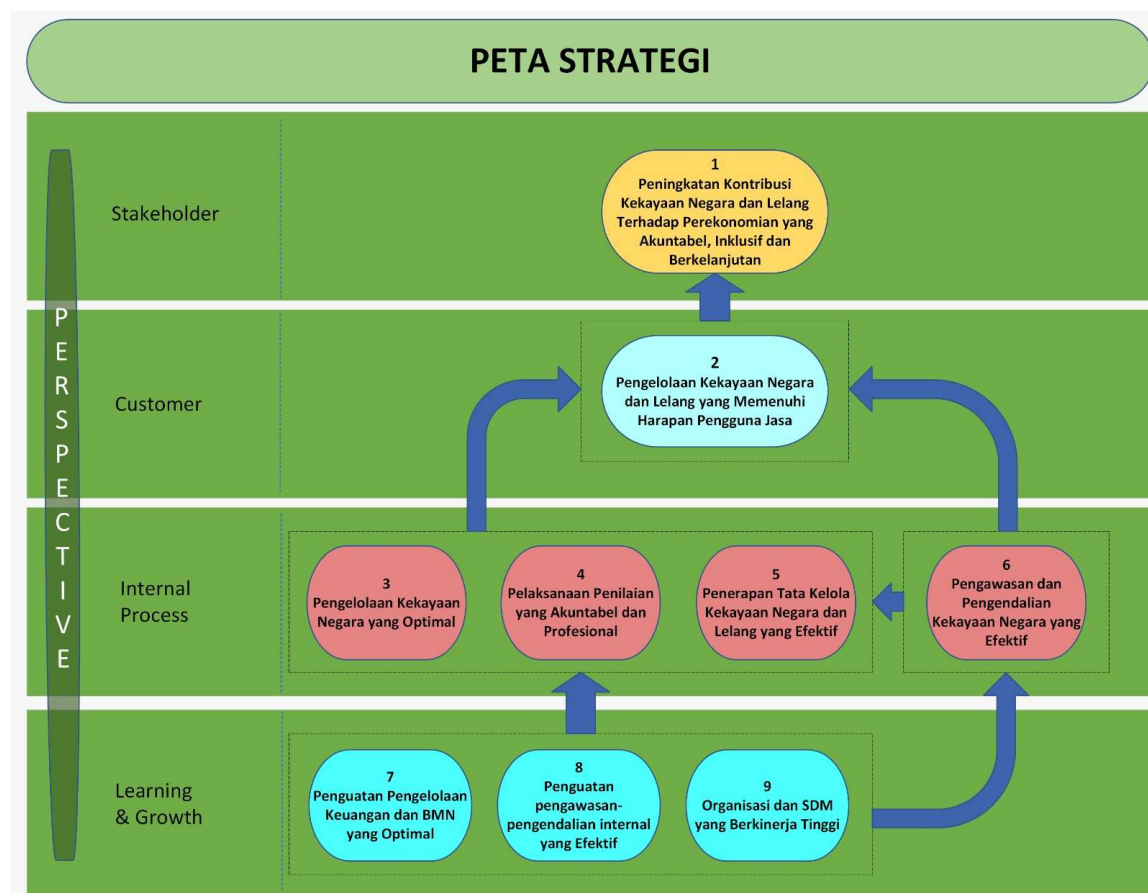 PETA STRATEGI
PERSPECTIVE
Stakeholder
1
Peningkatan Kontribusi
Kekayaan Negara dan Lelang
Terhadap Perekonomian yang
Akuntabel, Inklusif dan
Berkelanjutan
Customer
2
Pengelolaan Kekayaan Negara
dan Lelang yang Memenuhi
Harapan Pengguna Jasa
Internal
Process
3
Pengelolaan Kekayaan
Negara yang Optimal
4
Pelaksanaan Penilaian
yang Akuntabel dan
Profesional
5
Penerapan Tata Kelola
Kekayaan Negara dan
Lelang yang Efektif
6
Pengawasan dan
Pengendalian
Kekayaan Negara yang
Efektif
Learning
& Growth
7
Penguatan Pengelolaan
Keuangan dan BMN
yang Optimal
8
Penguatan
pengawasan-
pengendalian internal
yang Efektif
9
Organisasi dan SDM
yang Berkinerja Tinggi